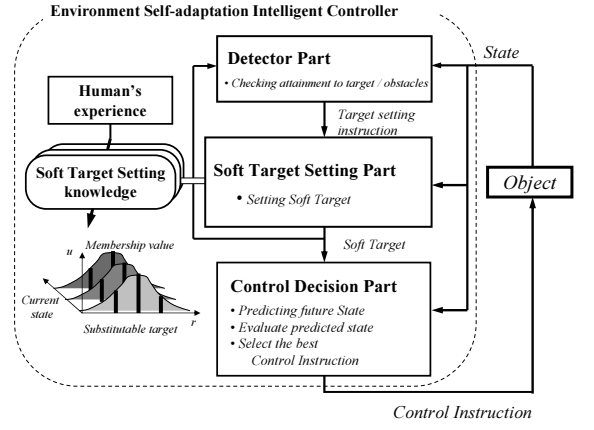 Environment Self-adaptation Intelligent Controller
Detector Part
• Checking attainment to target / obstacles
State
Human's
experience
Target setting
instruction
Soft Target Setting
knowledge
Soft Target Setting Part
• Setting Soft Target
Object
u
Membership value
Soft Target
Current
state
Substitutable target
r
Control Decision Part
• Predicting future State
• Evaluate predicted state
• Select the best
Control Instruction
Control Instruction